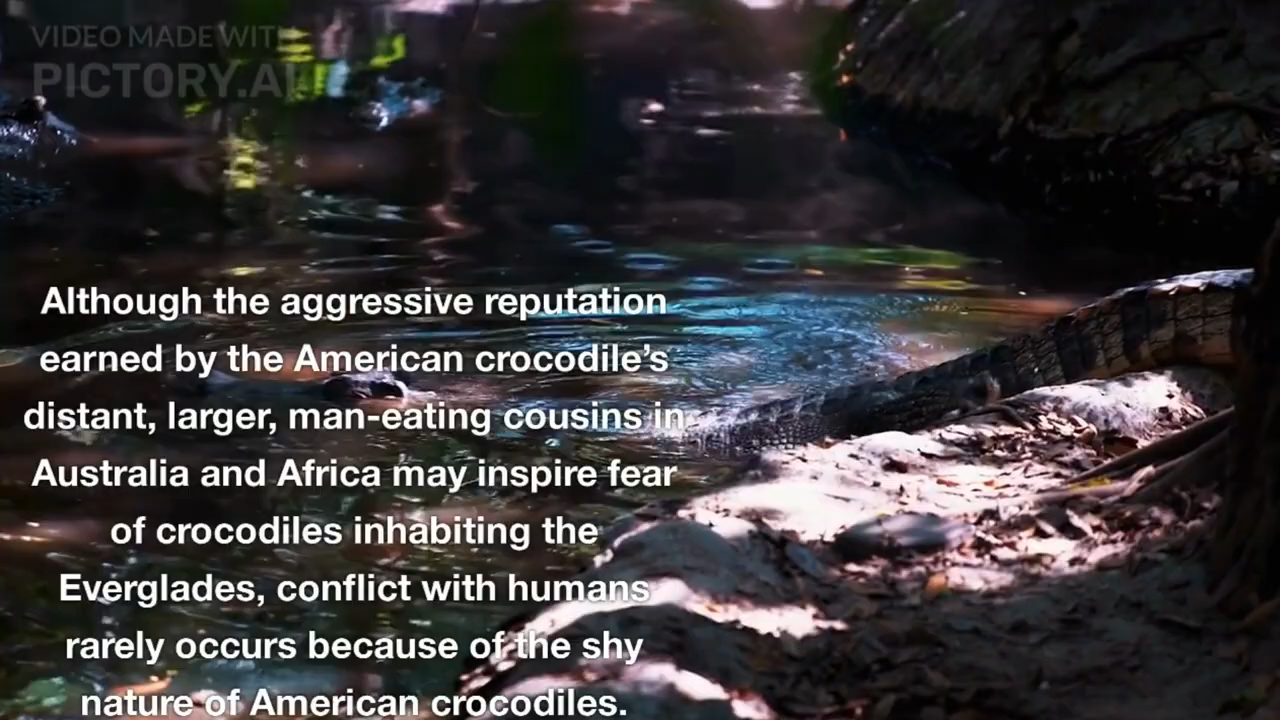 VIDEO MADE WITH
PICTORY.AI
Although the aggressive reputation
earned by the American crocodile’s
distant, larger, man-eating cousins in
Australia and Africa may inspire fear
of crocodiles inhabiting the
Everglades, conflict with humans
rarely occurs because of the shy
nature of American crocodiles.